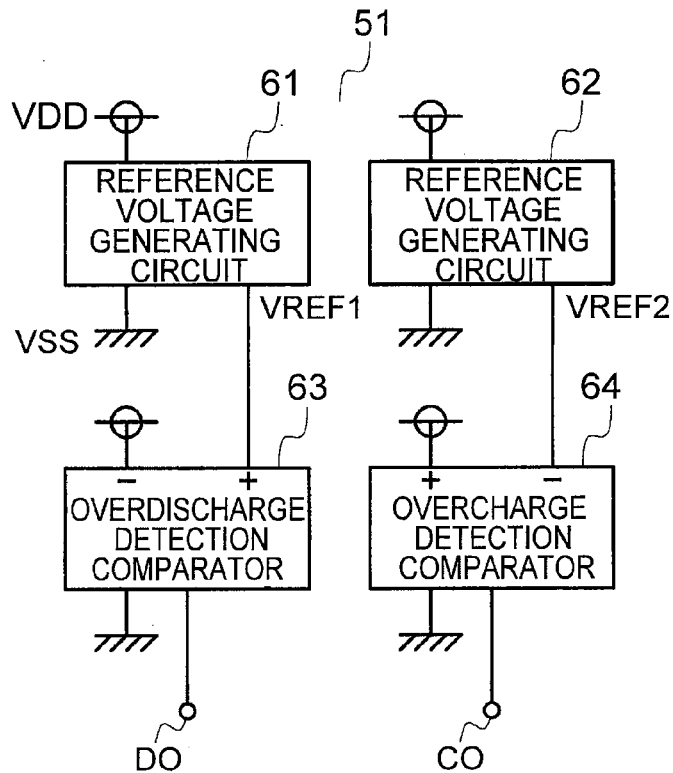 51
61
62
VDD
REFERENCE
VOLTAGE
GENERATING
CIRCUIT
REFERENCE
VOLTAGE
GENERATING
CIRCUIT
VREF1
VREF2
VSS
63
64
− +
OVERDISCHARGE
DETECTION
COMPARATOR
+ −
OVERCHARGE
DETECTION
COMPARATOR
DO
CO